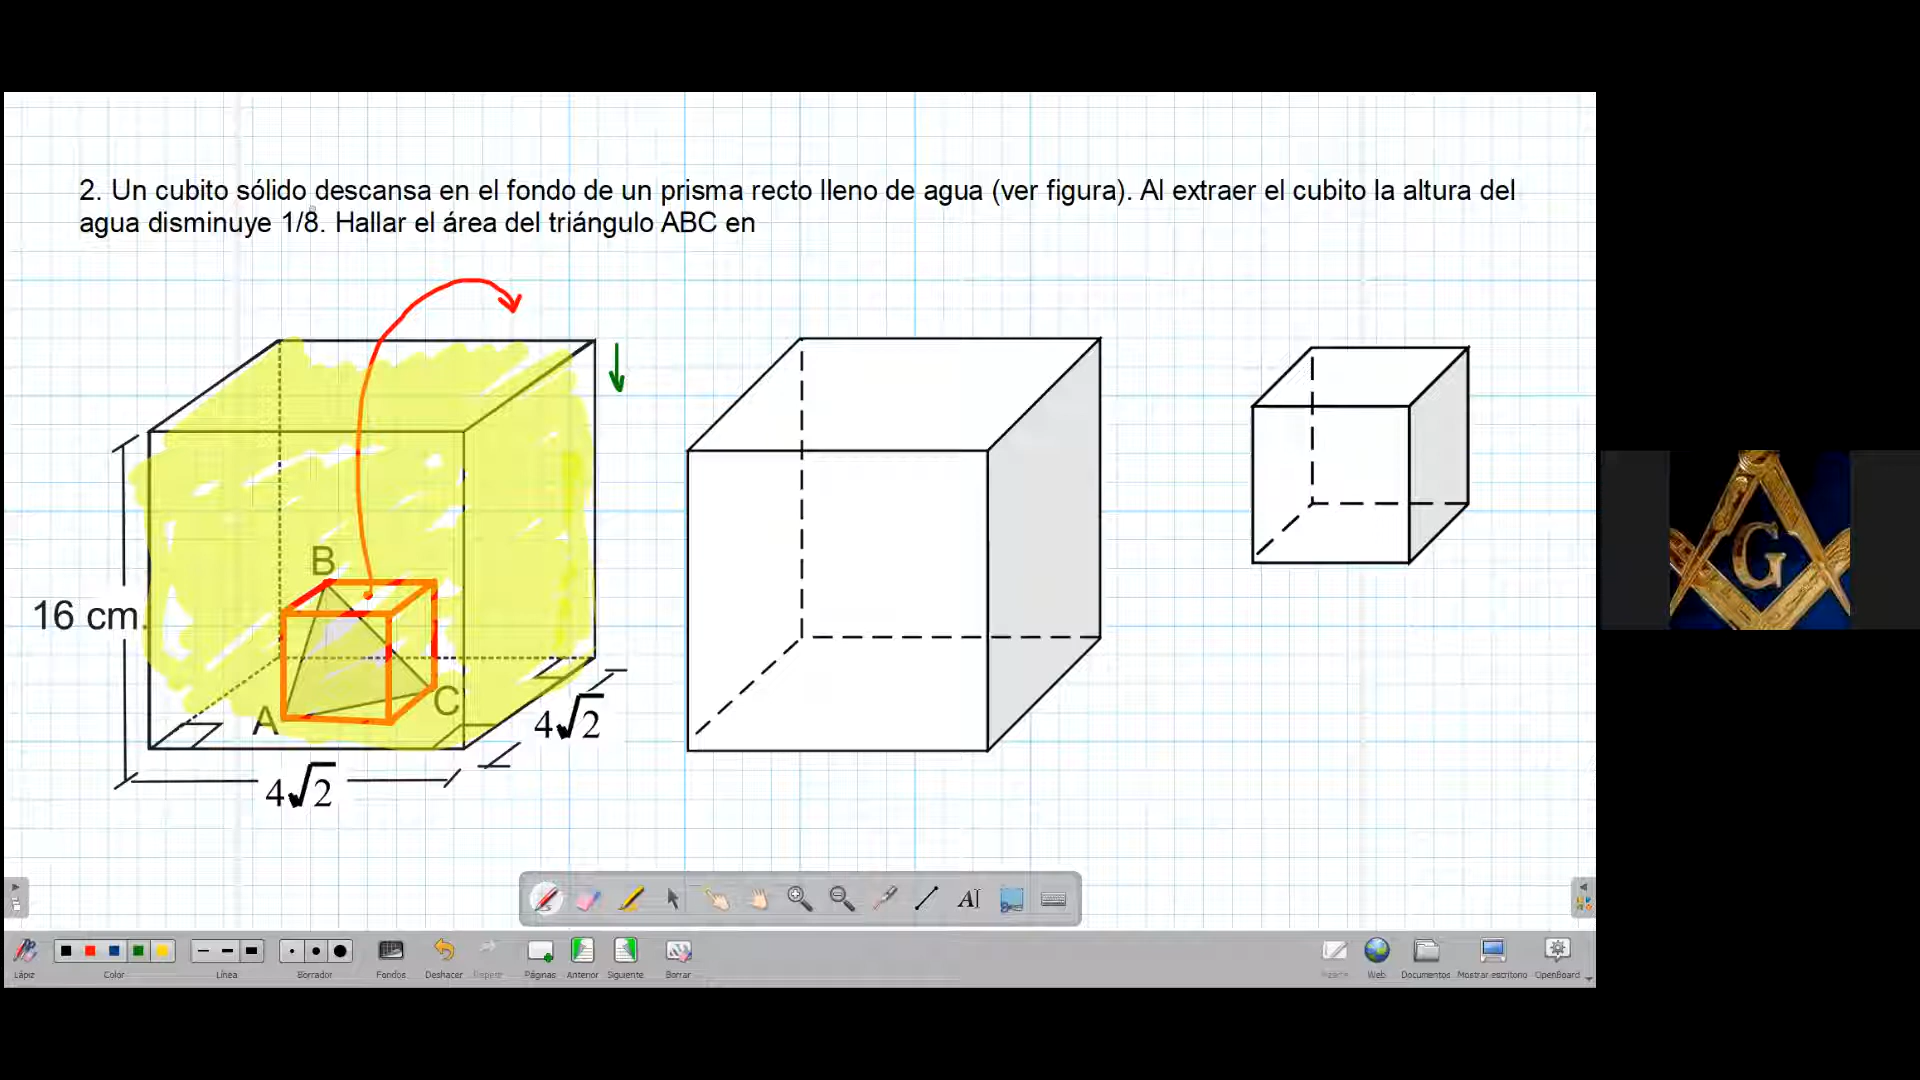 2. Un cubito sólido descansa en el fondo de un prisma recto lleno de agua (ver figura). Al extraer el cubito la altura del
agua disminuye 1/8. Hallar el área del triángulo ABC en
B
16 cm.
A
C
4√2
4√2
G
Lápiz
Color
Línea
Borrador
Fondos
Deshacer
Repetir
Páginas
Anterior
Siguiente
Borrar
Web
Documentos
Mostrar escritorio
OpenBoard